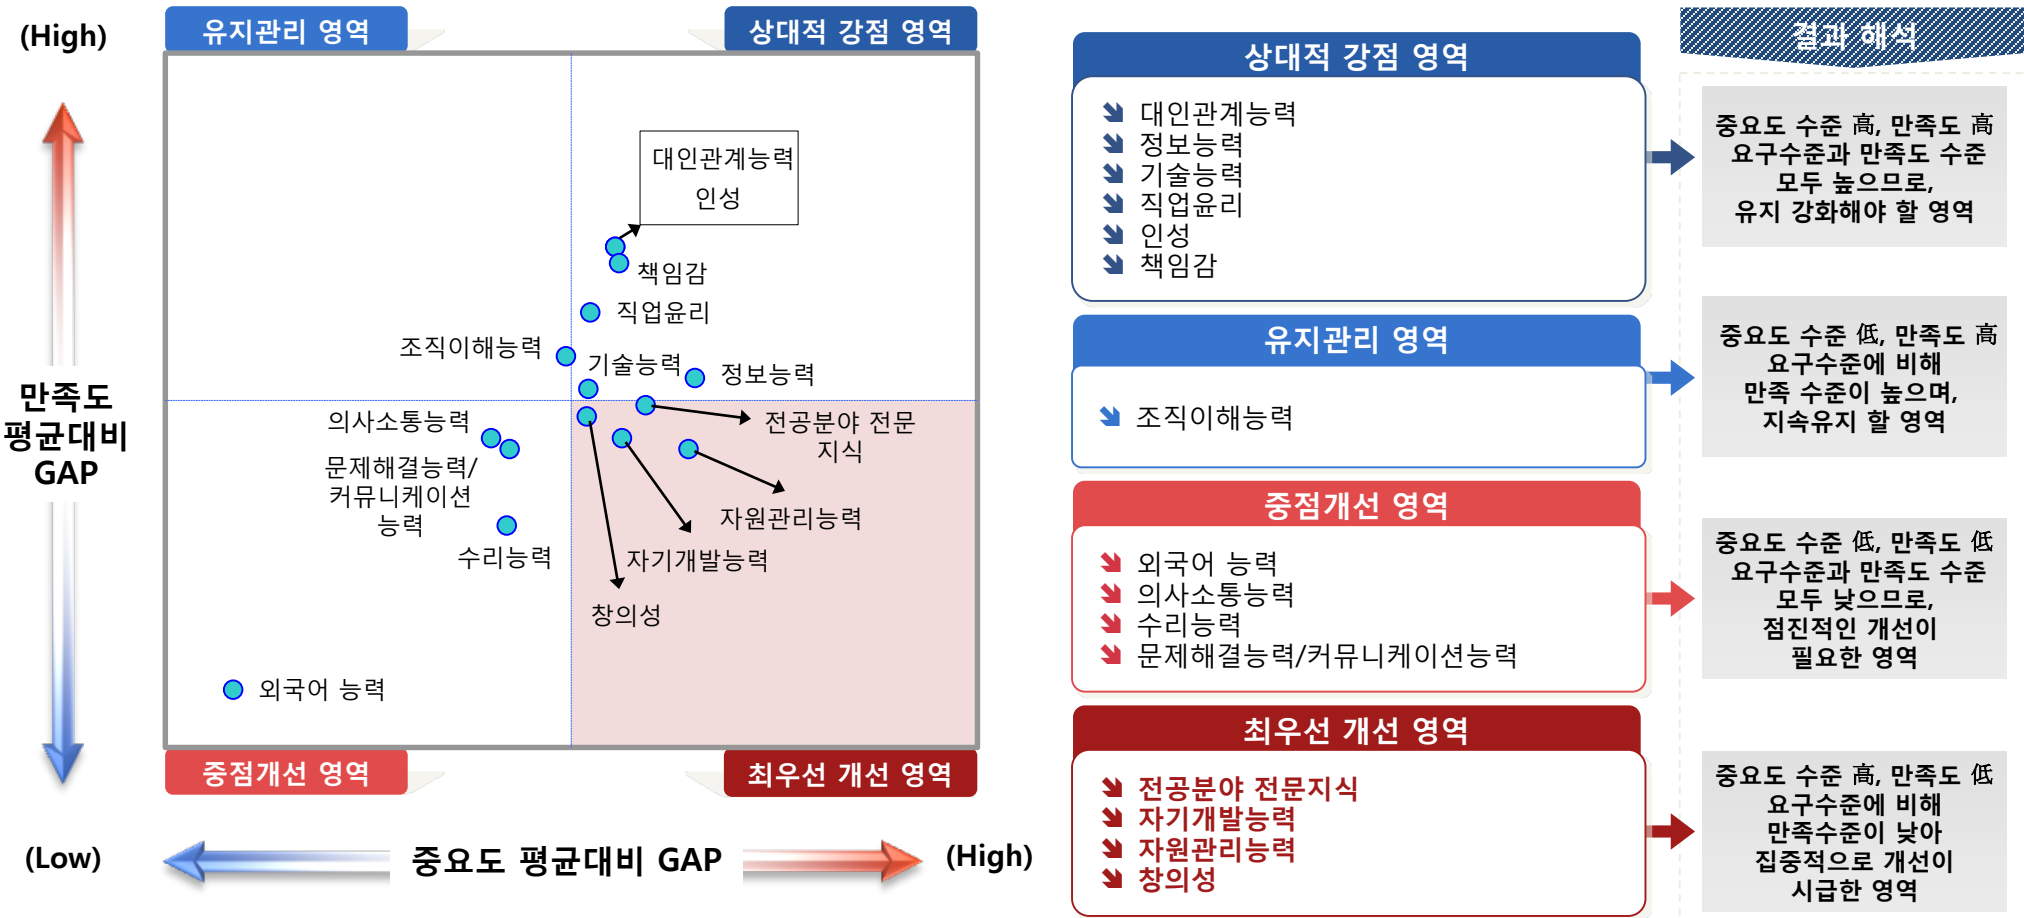 (High)
유지관리 영역
상대적 강점 영역
대인관계능력
인성
책임감
직업윤리
조직이해능력
기술능력
정보능력
의사소통능력
문제해결능력/
커뮤니케이션
능력
수리능력
전공분야 전문
지식
자원관리능력
자기개발능력
창의성
외국어 능력
만족도
평균대비
GAP
중점개선 영역
최우선 개선 영역
(Low)
중요도 평균대비 GAP
(High)
상대적 강점 영역
대인관계능력
정보능력
기술능력
직업윤리
인성
책임감
유지관리 영역
조직이해능력
중점개선 영역
외국어 능력
의사소통능력
수리능력
문제해결능력/커뮤니케이션능력
최우선 개선 영역
전공분야 전문지식
자기개발능력
자원관리능력
창의성
결과 해석
중요도 수준 高, 만족도 高
요구수준과 만족도 수준
모두 높으므로,
유지 강화해야 할 영역
중요도 수준 低, 만족도 高
요구수준에 비해
만족 수준이 높으며,
지속유지 할 영역
중요도 수준 低, 만족도 低
요구수준과 만족도 수준
모두 낮으므로,
점진적인 개선이
필요한 영역
중요도 수준 高, 만족도 低
요구수준에 비해
만족수준이 낮아
집중적으로 개선이
시급한 영역